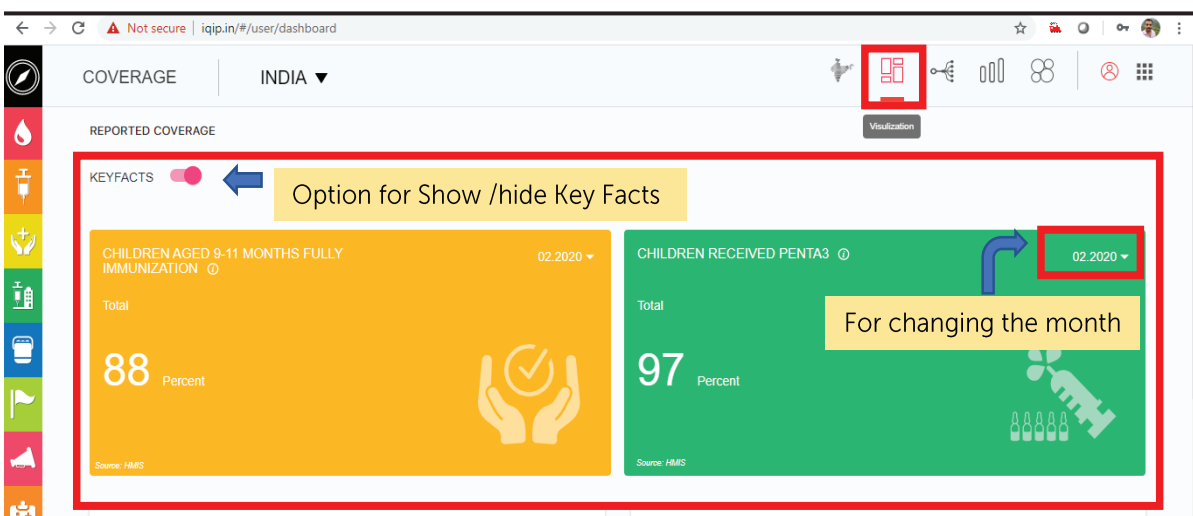 Not secure | iqip.in/#/user/dashboard
COVERAGE
INDIA ▼
Visulization
REPORTED COVERAGE
KEYFACTS
Option for Show /hide Key Facts
CHILDREN AGED 9-11 MONTHS FULLY
IMMUNIZATION
02.2020
Total
88 Percent
Source: HMIS
CHILDREN RECEIVED PENTA3
02.2020
Total
For changing the month
97 Percent
Source: HMIS